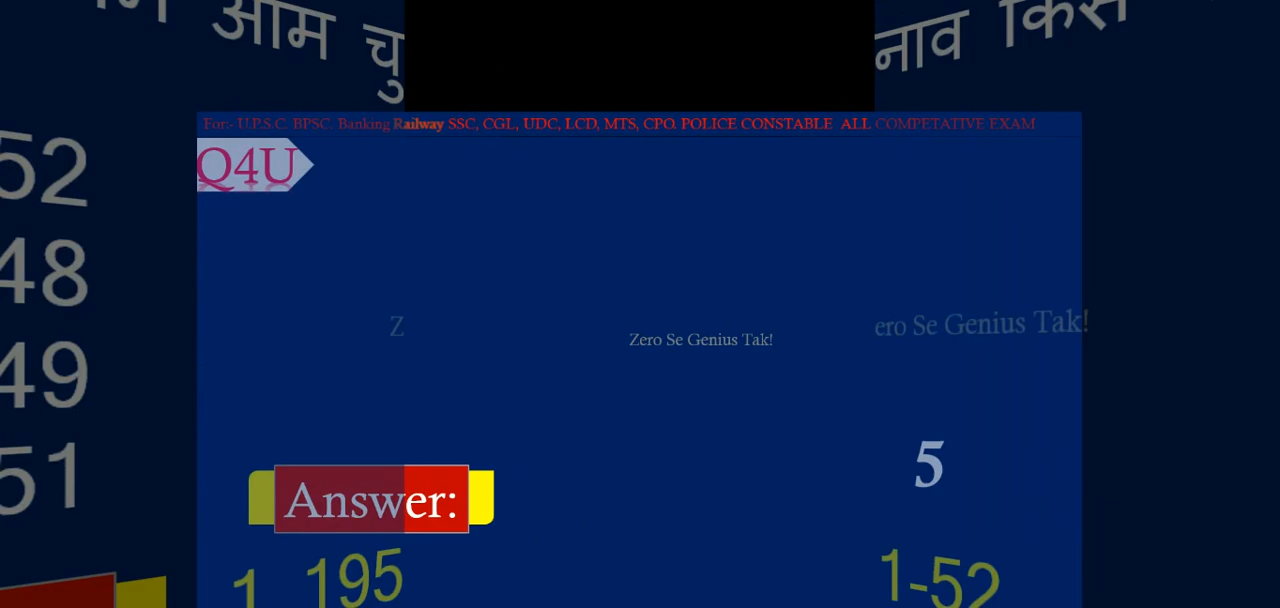 आम चु नाव किस
For:- U.P.S.C. BPSC. Banking Railway SSC, CGL, UDC, LCD, MTS, CPO. POLICE CONSTABLE ALL COMPETATIVE EXAM
Q4U
52
48
49
51
Z ero Se Genius Tak!
Zero Se Genius Tak!
5
Answer:
1 195 1-52